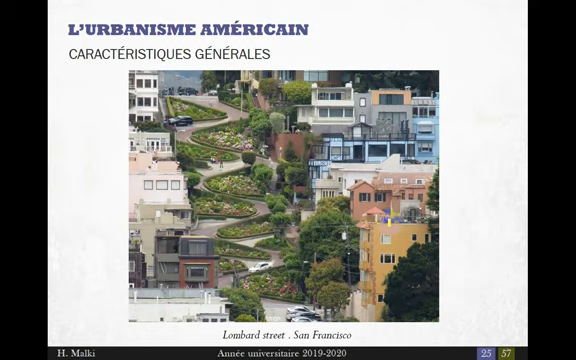 L'URBANISME AMÉRICAIN
CARACTÉRISTIQUES GÉNÉRALES
Lombard street . San Francisco
H. Malki
Année universitaire 2019-2020
25
57